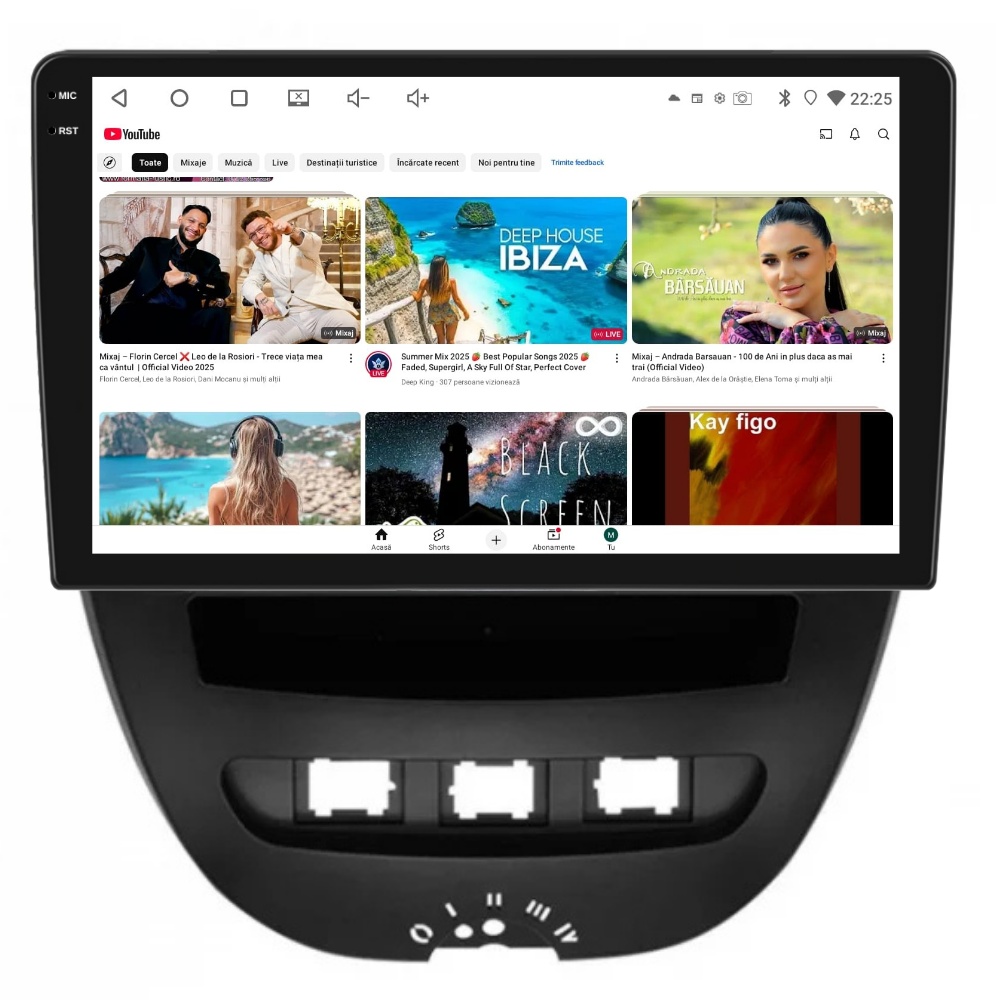 MIC
22:25
RST
YouTube
Toate Mixaje Muzică Live Destinații turistice Încărcate recent Noi pentru tine Trimite feedback
DEEP HOUSE
IBIZA
ANDRADA
BÂRSĂUAN
Mixaj
LIVE
Mixaj
Mixaj – Florin Cercel ❌ Leo de la Rosiori - Trece viața mea
ca vântul | Official Video 2025
Florin Cercel, Leo de la Rosiori, Dani Mocanu și mulți alții
LIVE
Summer Mix 2025 🍓 Best Popular Songs 2025 🍓
Faded, Supergirl, A Sky Full Of Star, Perfect Cover
Deep King · 307 persoane vizionează
Mixaj – Andrada Barsauan - 100 de Ani in plus daca as mai
trai (Official Video)
Andrada Bârsăuan, Alex de la Orăștie, Elena Toma și mulți alții
BLACK
SCREEN
Kay figo
Acasă Shorts + Abonamente M Tu
O I II III IV